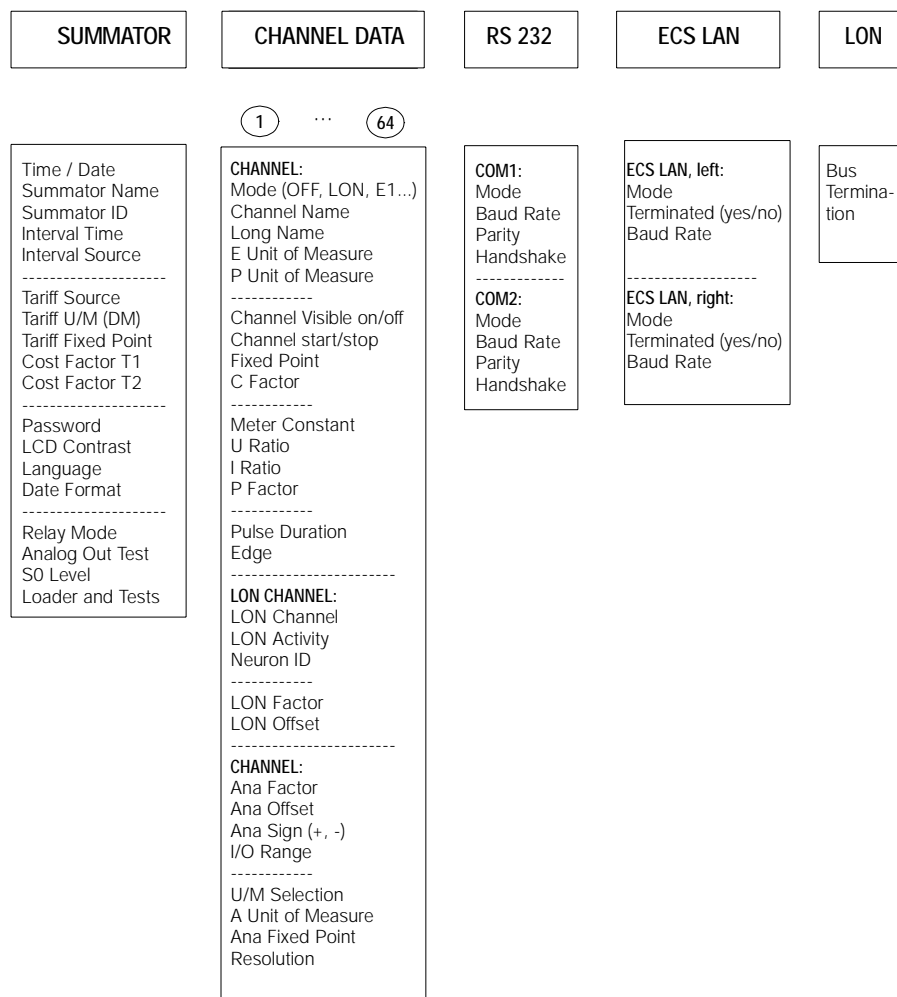 SUMMATOR
CHANNEL DATA
RS 232
ECS LAN
LON
1 ... 64
Time / Date
Summator Name
Summator ID
Interval Time
Interval Source
----------------------
Tariff Source
Tariff U/M (DM)
Tariff Fixed Point
Cost Factor T1
Cost Factor T2
----------------------
Password
LCD Contrast
Language
Date Format
----------------------
Relay Mode
Analog Out Test
S0 Level
Loader and Tests
CHANNEL:
Mode (OFF, LON, E1...)
Channel Name
Long Name
E Unit of Measure
P Unit of Measure
------------
Channel Visible on/off
Channel start/stop
Fixed Point
C Factor
------------
Meter Constant
U Ratio
I Ratio
P Factor
------------
Pulse Duration
Edge
------------------------
LON CHANNEL:
LON Channel
LON Activity
Neuron ID
------------
LON Factor
LON Offset
------------------------
CHANNEL:
Ana Factor
Ana Offset
Ana Sign (+, -)
I/O Range
------------
U/M Selection
A Unit of Measure
Ana Fixed Point
Resolution
COM1:
Mode
Baud Rate
Parity
Handshake
-------------
COM2:
Mode
Baud Rate
Parity
Handshake
ECS LAN, left:
Mode
Terminated (yes/no)
Baud Rate
-------------------
ECS LAN, right:
Mode
Terminated (yes/no)
Baud Rate
Bus
Termina-
tion